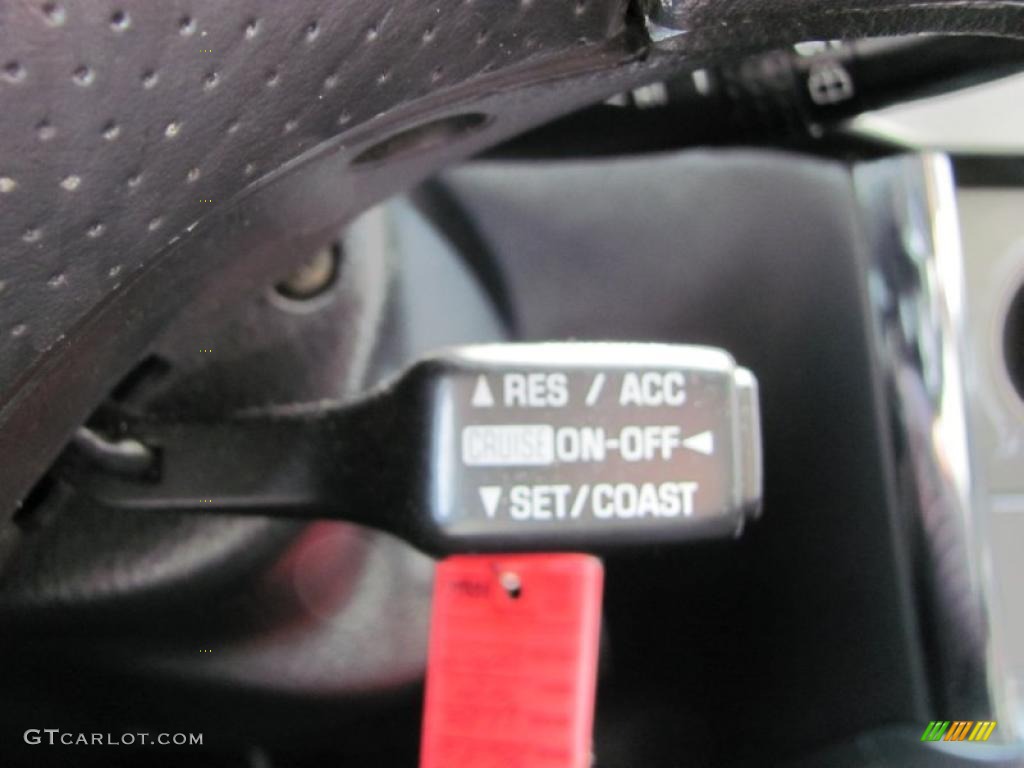 ▲ RES / ACC
CRUISE ON-OFF ◄
▼ SET/COAST
GTCARLOT.COM